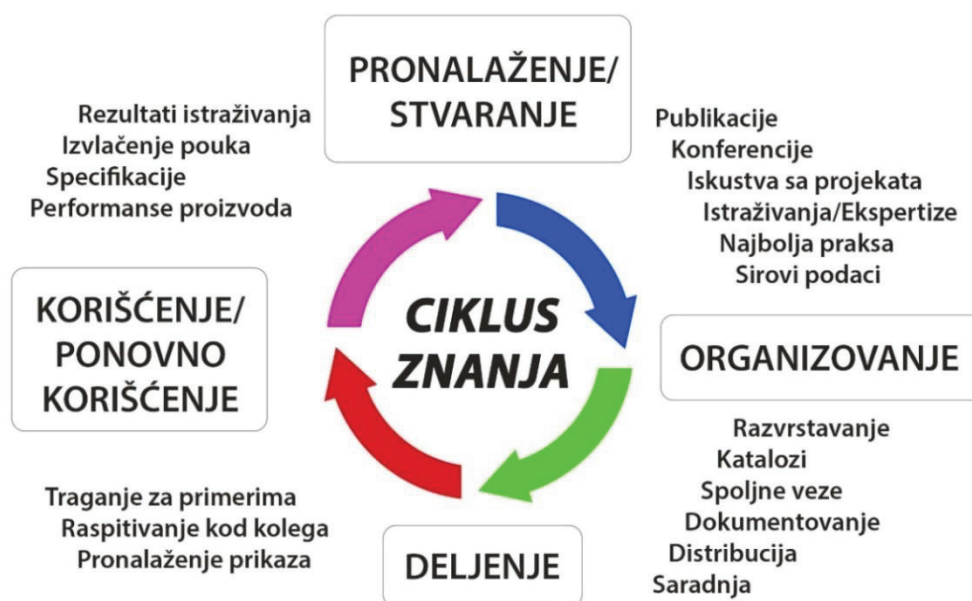 PRONALAŽENJE/
STVARANJE
Rezultati istraživanja
Izvlačenje pouka
Specifikacije
Performanse proizvoda
Publikacije
Konferencije
Iskustva sa projekata
Istraživanja/Ekspertize
Najbolja praksa
Sirovi podaci
KORIŠĆENJE/
PONOVNO
KORIŠĆENJE
CIKLUS
ZNANJA
ORGANIZOVANJE
Razvrstavanje
Katalozi
Spoljne veze
Dokumentovanje
Distribucija
Saradnja
Traganje za primerima
Raspitivanje kod kolega
Pronalaženje prikaza
DELJENJE